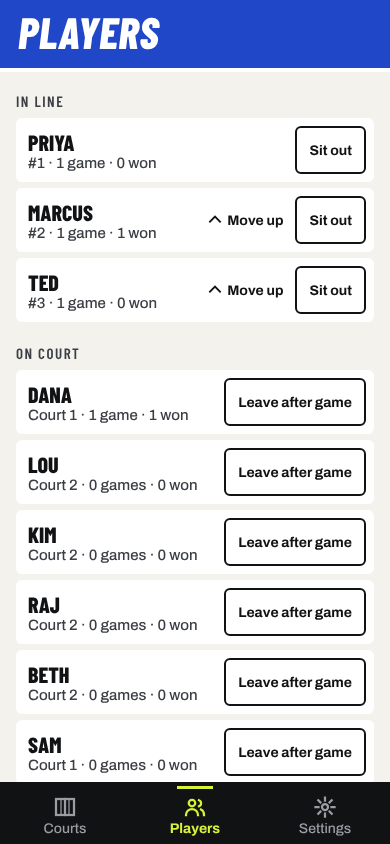 PLAYERS
IN LINE
PRIYA
#1 · 1 game · 0 won
Sit out
MARCUS
#2 · 1 game · 1 won
Move up
Sit out
TED
#3 · 1 game · 0 won
Move up
Sit out
ON COURT
DANA
Court 1 · 1 game · 1 won
Leave after game
LOU
Court 2 · 0 games · 0 won
Leave after game
KIM
Court 2 · 0 games · 0 won
Leave after game
RAJ
Court 2 · 0 games · 0 won
Leave after game
BETH
Court 2 · 0 games · 0 won
Leave after game
SAM
Court 1 · 0 games · 0 won
Leave after game
Courts
Players
Settings